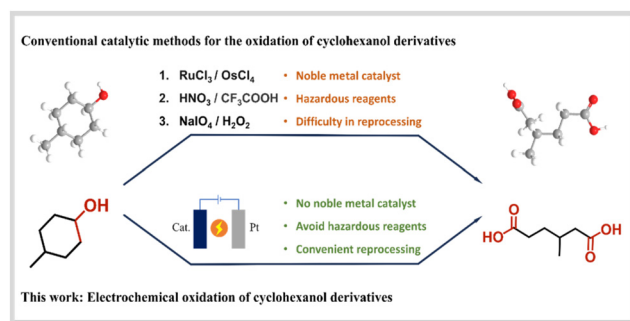 Conventional catalytic methods for the oxidation of cyclohexanol derivatives
1. RuCl₃ / OsCl₄ • Noble metal catalyst
2. HNO₃ / CF₃COOH • Hazardous reagents
3. NaIO₄ / H₂O₂ • Difficulty in reprocessing
OH
Cat. Pt
• No noble metal catalyst
• Avoid hazardous reagents
• Convenient reprocessing
O
HO
OH
O
This work: Electrochemical oxidation of cyclohexanol derivatives